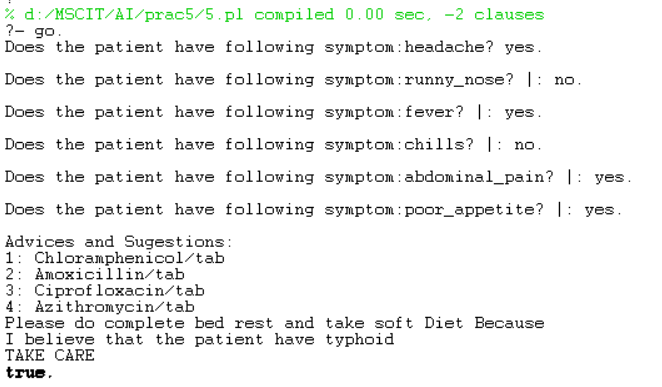 % d:/MSCIT/AI/prac5/5.pl compiled 0.00 sec, -2 clauses
?- go.
Does the patient have following symptom:headache? yes.
Does the patient have following symptom:runny_nose? |: no.
Does the patient have following symptom:fever? |: yes.
Does the patient have following symptom:chills? |: no.
Does the patient have following symptom:abdominal_pain? |: yes.
Does the patient have following symptom:poor_appetite? |: yes.
Advices and Sugestions:
1: Chloramphenicol/tab
2: Amoxicillin/tab
3: Ciprofloxacin/tab
4: Azithromycin/tab
Please do complete bed rest and take soft Diet Because
I believe that the patient have typhoid
TAKE CARE
true.